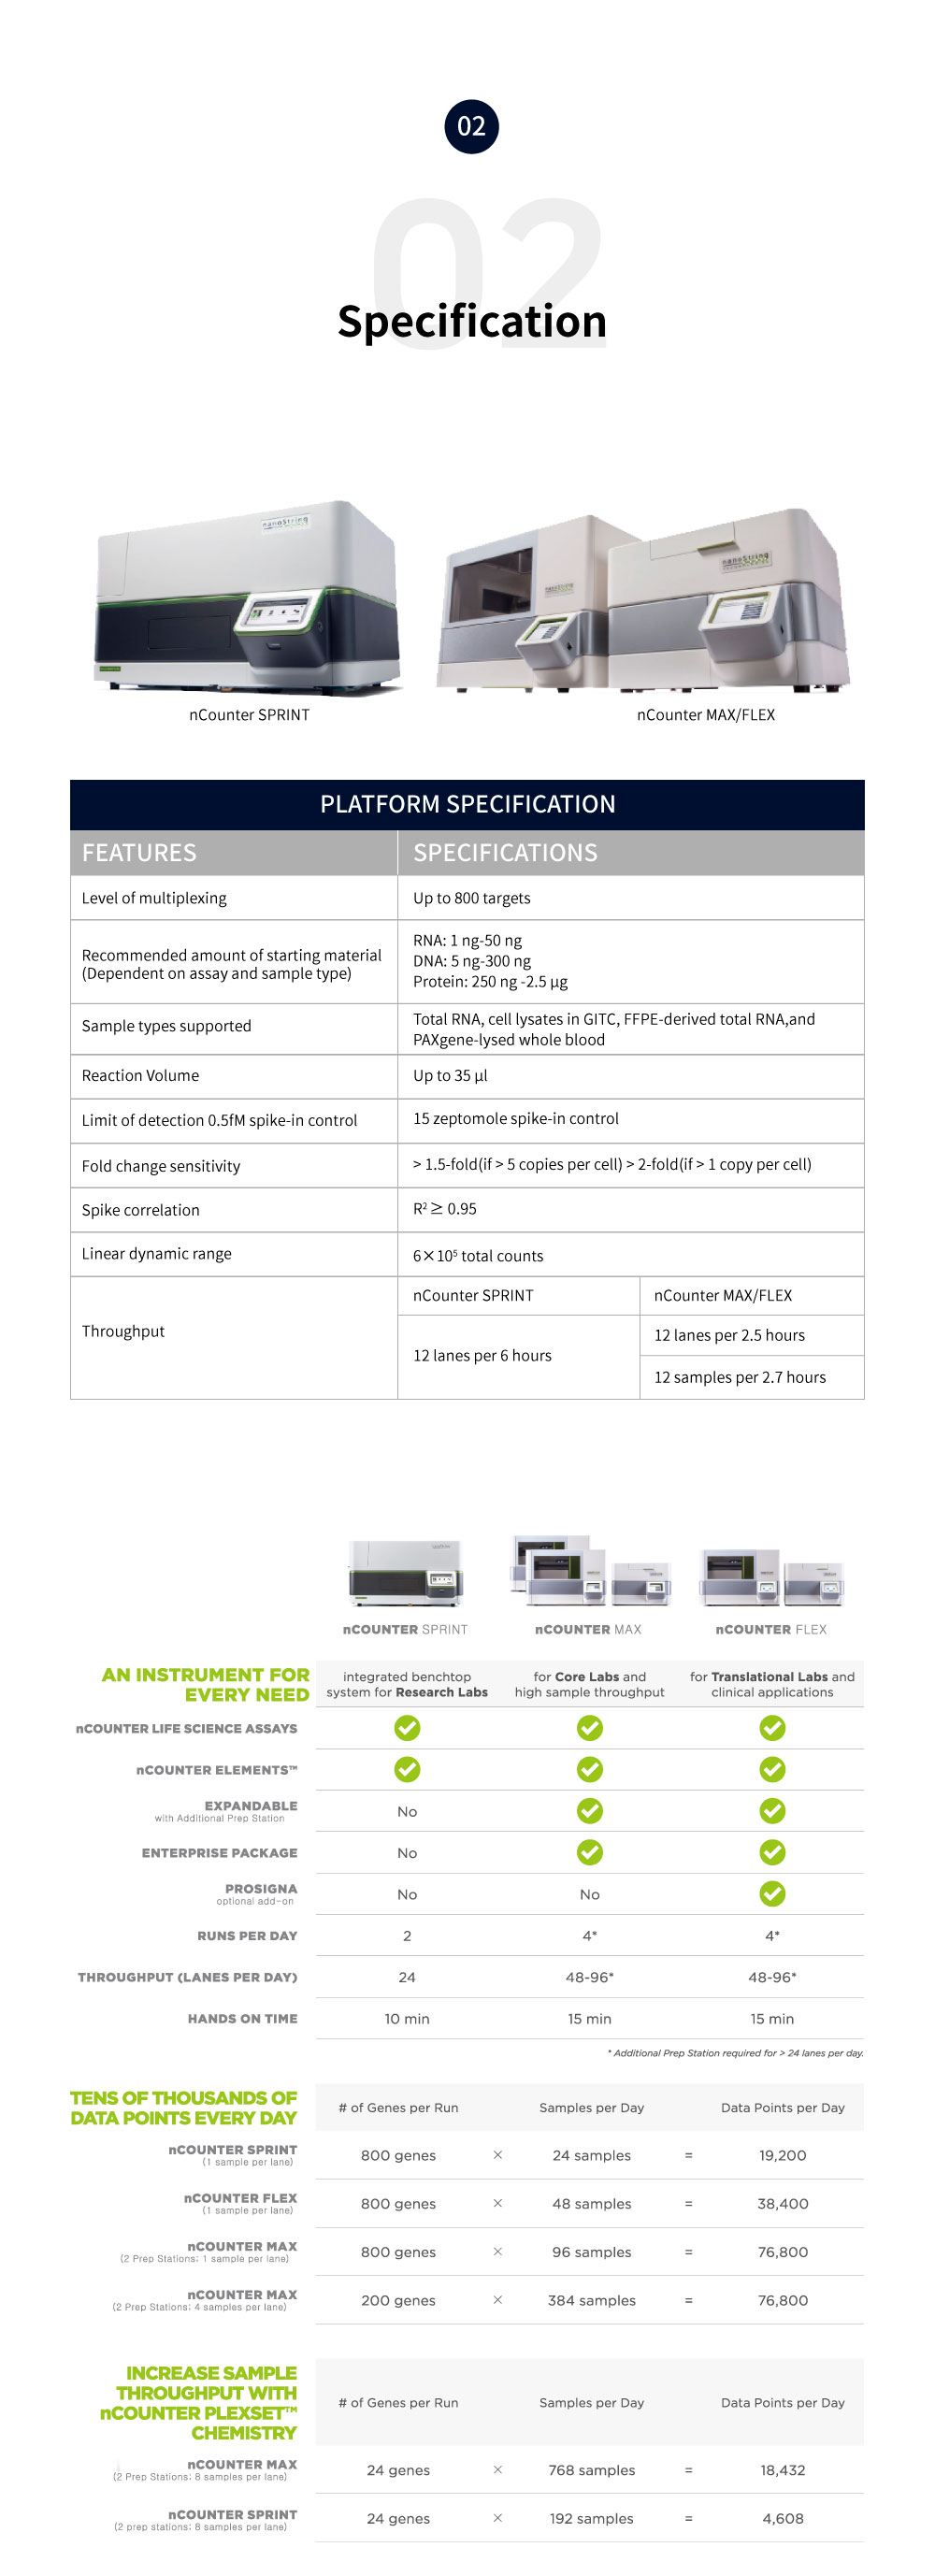 02
02
Specification
nanoString
nanoString
nanoString
nCounter SPRINT
nCounter MAX/FLEX
PLATFORM SPECIFICATION
FEATURES
SPECIFICATIONS
Level of multiplexing
Up to 800 targets
Recommended amount of starting material
(Dependent on assay and sample type)
RNA: 1 ng-50 ng
DNA: 5 ng-300 ng
Protein: 250 ng -2.5 μg
Sample types supported
Total RNA, cell lysates in GITC, FFPE-derived total RNA,and
PAXgene-lysed whole blood
Reaction Volume
Up to 35 μl
Limit of detection 0.5fM spike-in control
15 zeptomole spike-in control
Fold change sensitivity
> 1.5-fold(if > 5 copies per cell) > 2-fold(if > 1 copy per cell)
Spike correlation
R² ≥ 0.95
Linear dynamic range
6×10⁵ total counts
Throughput
nCounter SPRINT
nCounter MAX/FLEX
12 lanes per 6 hours
12 lanes per 2.5 hours
12 samples per 2.7 hours
nCOUNTER SPRINT
nCOUNTER MAX
nCOUNTER FLEX
AN INSTRUMENT FOR
EVERY NEED
integrated benchtop
system for Research Labs
for Core Labs and
high sample throughput
for Translational Labs and
clinical applications
nCOUNTER LIFE SCIENCE ASSAYS
nCOUNTER ELEMENTS™
EXPANDABLE
with Additional Prep Station
No
ENTERPRISE PACKAGE
No
PROSIGNA
optional add-on
No
No
RUNS PER DAY
2
4*
4*
THROUGHPUT (LANES PER DAY)
24
48-96*
48-96*
HANDS ON TIME
10 min
15 min
15 min
* Additional Prep Station required for > 24 lanes per day.
TENS OF THOUSANDS OF
DATA POINTS EVERY DAY
# of Genes per Run
Samples per Day
Data Points per Day
nCOUNTER SPRINT
(1 sample per lane)
800 genes × 24 samples = 19,200
nCOUNTER FLEX
(1 sample per lane)
800 genes × 48 samples = 38,400
nCOUNTER MAX
(2 Prep Stations: 1 sample per lane)
800 genes × 96 samples = 76,800
nCOUNTER MAX
(2 Prep Stations: 4 samples per lane)
200 genes × 384 samples = 76,800
INCREASE SAMPLE
THROUGHPUT WITH
nCOUNTER PLEXSET™
CHEMISTRY
# of Genes per Run
Samples per Day
Data Points per Day
nCOUNTER MAX
(2 Prep Stations: 8 samples per lane)
24 genes × 768 samples = 18,432
nCOUNTER SPRINT
(2 prep stations: 8 samples per lane)
24 genes × 192 samples = 4,608